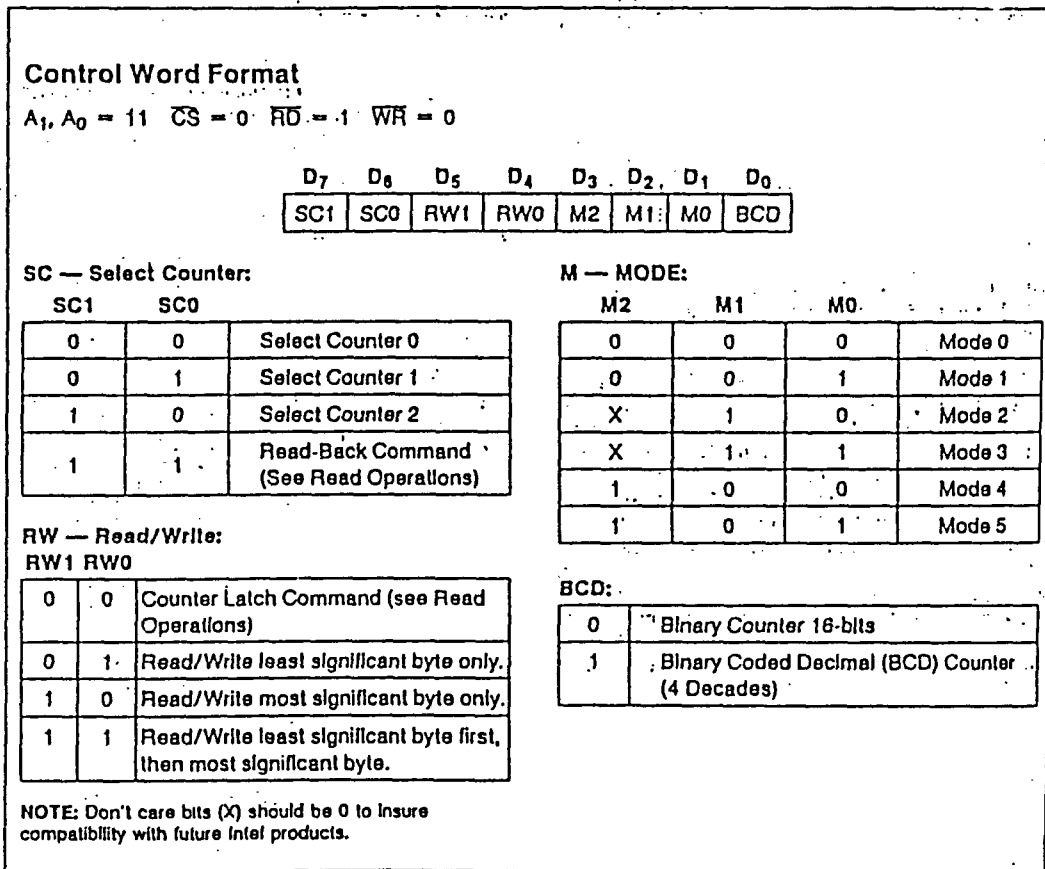 Control Word Format
A1, A0 = 11 C̅S̅ = 0 R̅D̅ = 1 W̅R̅ = 0
D7 D6 D5 D4 D3 D2 D1 D0
SC1 SC0 RW1 RW0 M2 M1 M0 BCD
SC — Select Counter:
SC1 SC0
0 0 Select Counter 0
0 1 Select Counter 1
1 0 Select Counter 2
1 1 Read-Back Command
(See Read Operations)
RW — Read/Write:
RW1 RW0
0 0 Counter Latch Command (see Read
Operations)
0 1 Read/Write least significant byte only.
1 0 Read/Write most significant byte only.
1 1 Read/Write least significant byte first,
then most significant byte.
M — MODE:
M2 M1 M0
0 0 0 Mode 0
0 0 1 Mode 1
X 1 0 Mode 2
X 1 1 Mode 3
1 0 0 Mode 4
1 0 1 Mode 5
BCD:
0 Binary Counter 16-bits
1 Binary Coded Decimal (BCD) Counter
(4 Decades)
NOTE: Don't care bits (X) should be 0 to insure
compatibility with future Intel products.